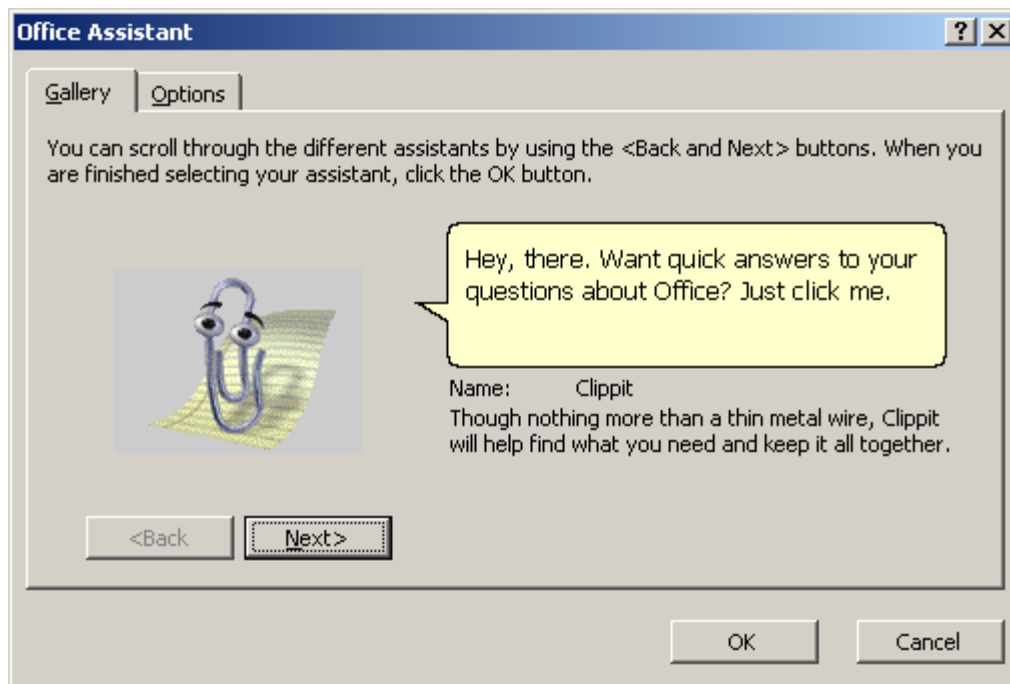 Office Assistant
?
Gallery
Options
You can scroll through the different assistants by using the <Back and Next> buttons. When you
are finished selecting your assistant, click the OK button.
Hey, there. Want quick answers to your
questions about Office? Just click me.
Name: Clippit
Though nothing more than a thin metal wire, Clippit
will help find what you need and keep it all together.
<Back
Next>
OK
Cancel